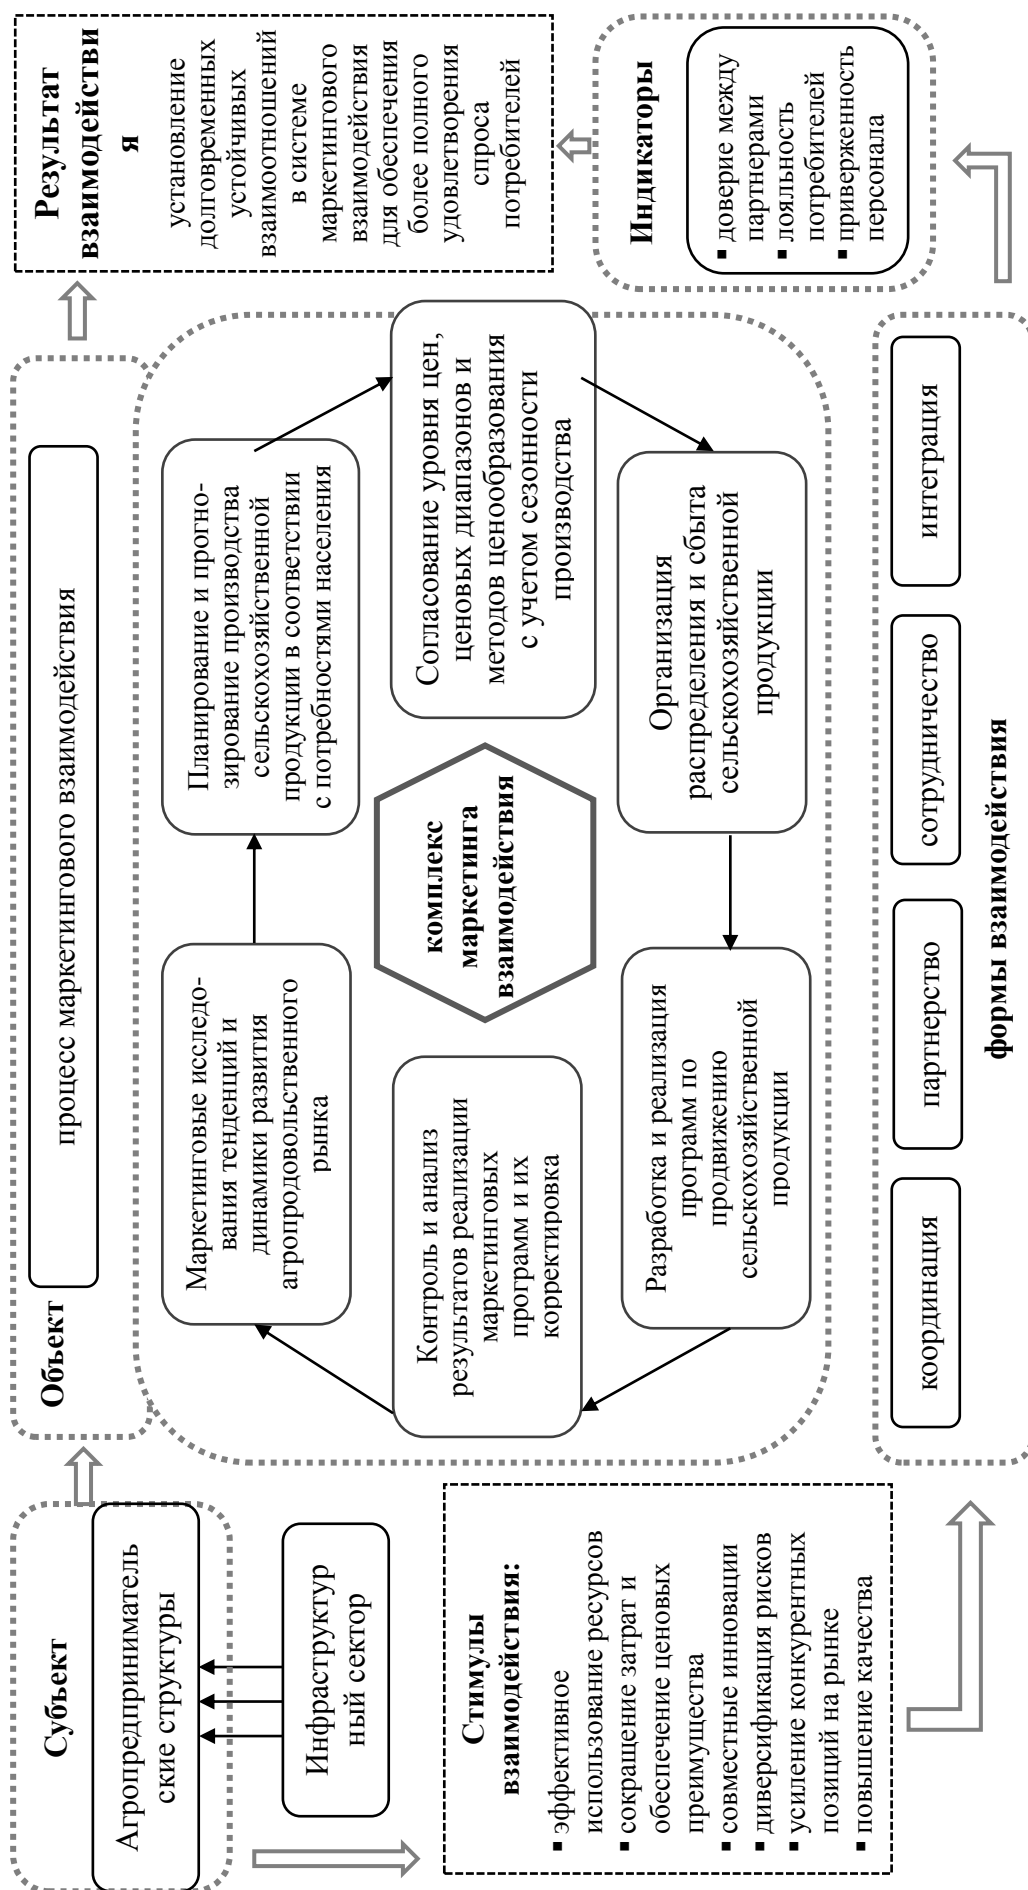 Субъект
Агропредприниматель
ские структуры
Инфраструктур
ный сектор
Стимулы
взаимодействия:
▪ эффективное
использование ресурсов
▪ сокращение затрат и
обеспечение ценовых
преимущества
▪ совместные инновации
▪ диверсификация рисков
▪ усиление конкурентных
позиций на рынке
▪ повышение качества
Объект
процесс маркетингового взаимодействия
Маркетинговые исследо-
вания тенденций и
динамики развития
агропродовольственного
рынка
Планирование и прогно-
зирование производства
сельскохозяйственной
продукции в соответствии
с потребностями населения
Согласование уровня цен,
ценовых диапазонов и
методов ценообразования
с учетом сезонности
производства
Организация
распределения и сбыта
сельскохозяйственной
продукции
Разработка и реализация
программ по
продвижению
сельскохозяйственной
продукции
Контроль и анализ
результатов реализации
маркетинговых
программ и их
корректировка
комплекс
маркетинга
взаимодействия
координация
партнерство
сотрудничество
интеграция
формы взаимодействия
Результат
взаимодействи
я
установление
долговременных
устойчивых
взаимоотношений
в системе
маркетингового
взаимодействия
для обеспечения
более полного
удовлетворения
спроса
потребителей
Индикаторы
▪ доверие между
партнерами
▪ лояльность
потребителей
▪ приверженность
персонала